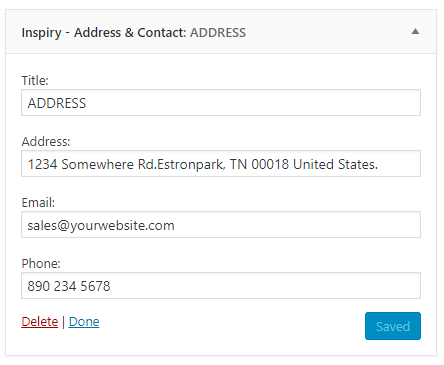 Inspiry - Address & Contact: ADDRESS
Title:
ADDRESS
Address:
1234 Somewhere Rd.Estronpark, TN 00018 United States.
Email:
sales@yourwebsite.com
Phone:
890 234 5678
Delete | Done
Saved